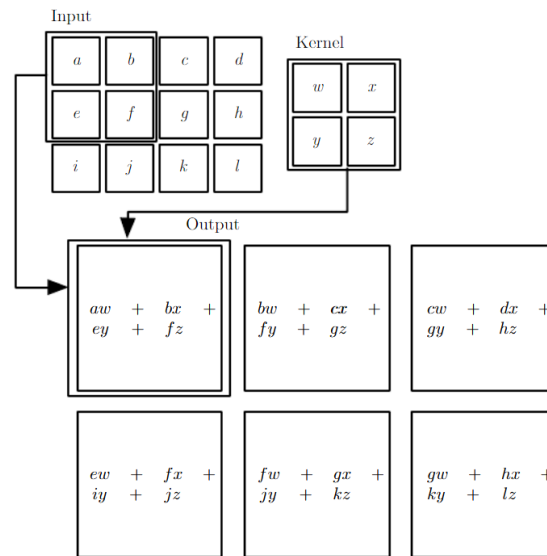 Input
a b c d
e f g h
i j k l
Kernel
w x
y z
Output
aw + bx +
ey + fz
bw + cx +
fy + gz
cw + dx +
gy + hz
ew + fx +
iy + jz
fw + gx +
jy + kz
gw + hx +
ky + lz